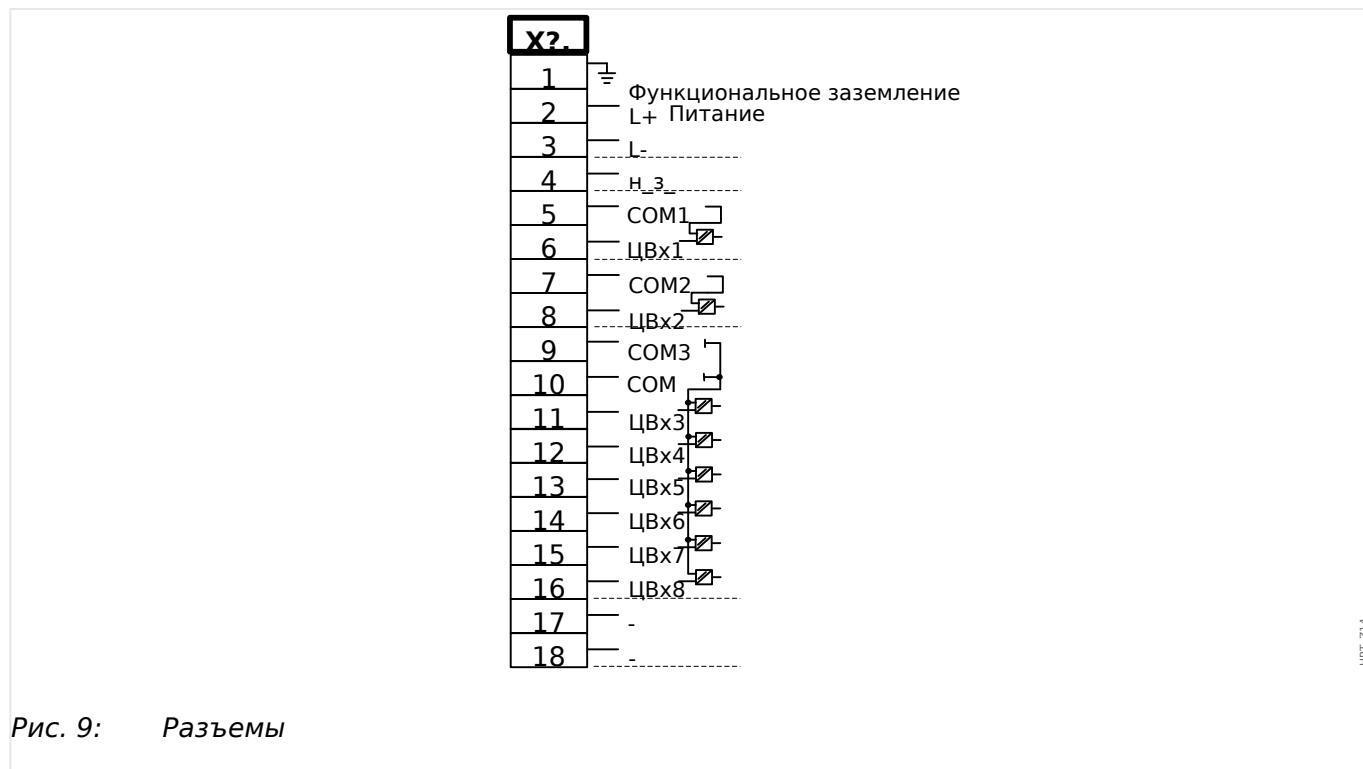 X?.
1
Функциональное заземление
2 L+ Питание
3 L-
4 н_з_
5 COM1
6 ЦВх1
7 COM2
8 ЦВх2
9 COM3
10 COM
11 ЦВх3
12 ЦВх4
13 ЦВх5
14 ЦВх6
15 ЦВх7
16 ЦВх8
17 -
18 -
Рис. 9: Разъемы